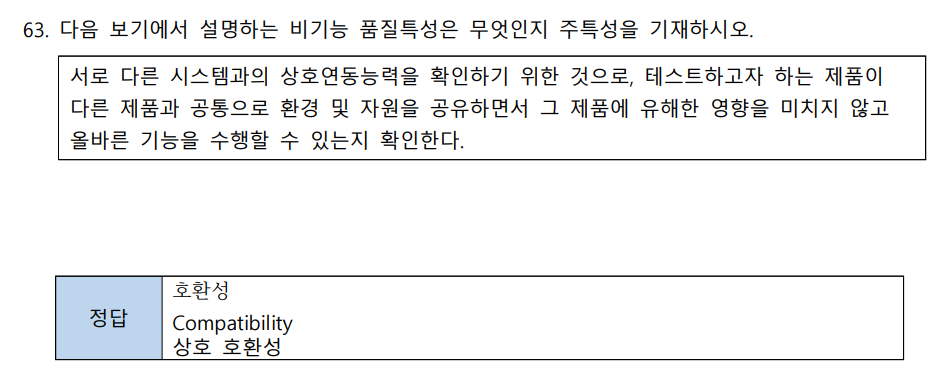 63. 다음 보기에서 설명하는 비기능 품질특성은 무엇인지 주특성을 기재하시오.
서로 다른 시스템과의 상호연동능력을 확인하기 위한 것으로, 테스트하고자 하는 제품이
다른 제품과 공통으로 환경 및 자원을 공유하면서 그 제품에 유해한 영향을 미치지 않고
올바른 기능을 수행할 수 있는지 확인한다.
정답
호환성
Compatibility
상호 호환성